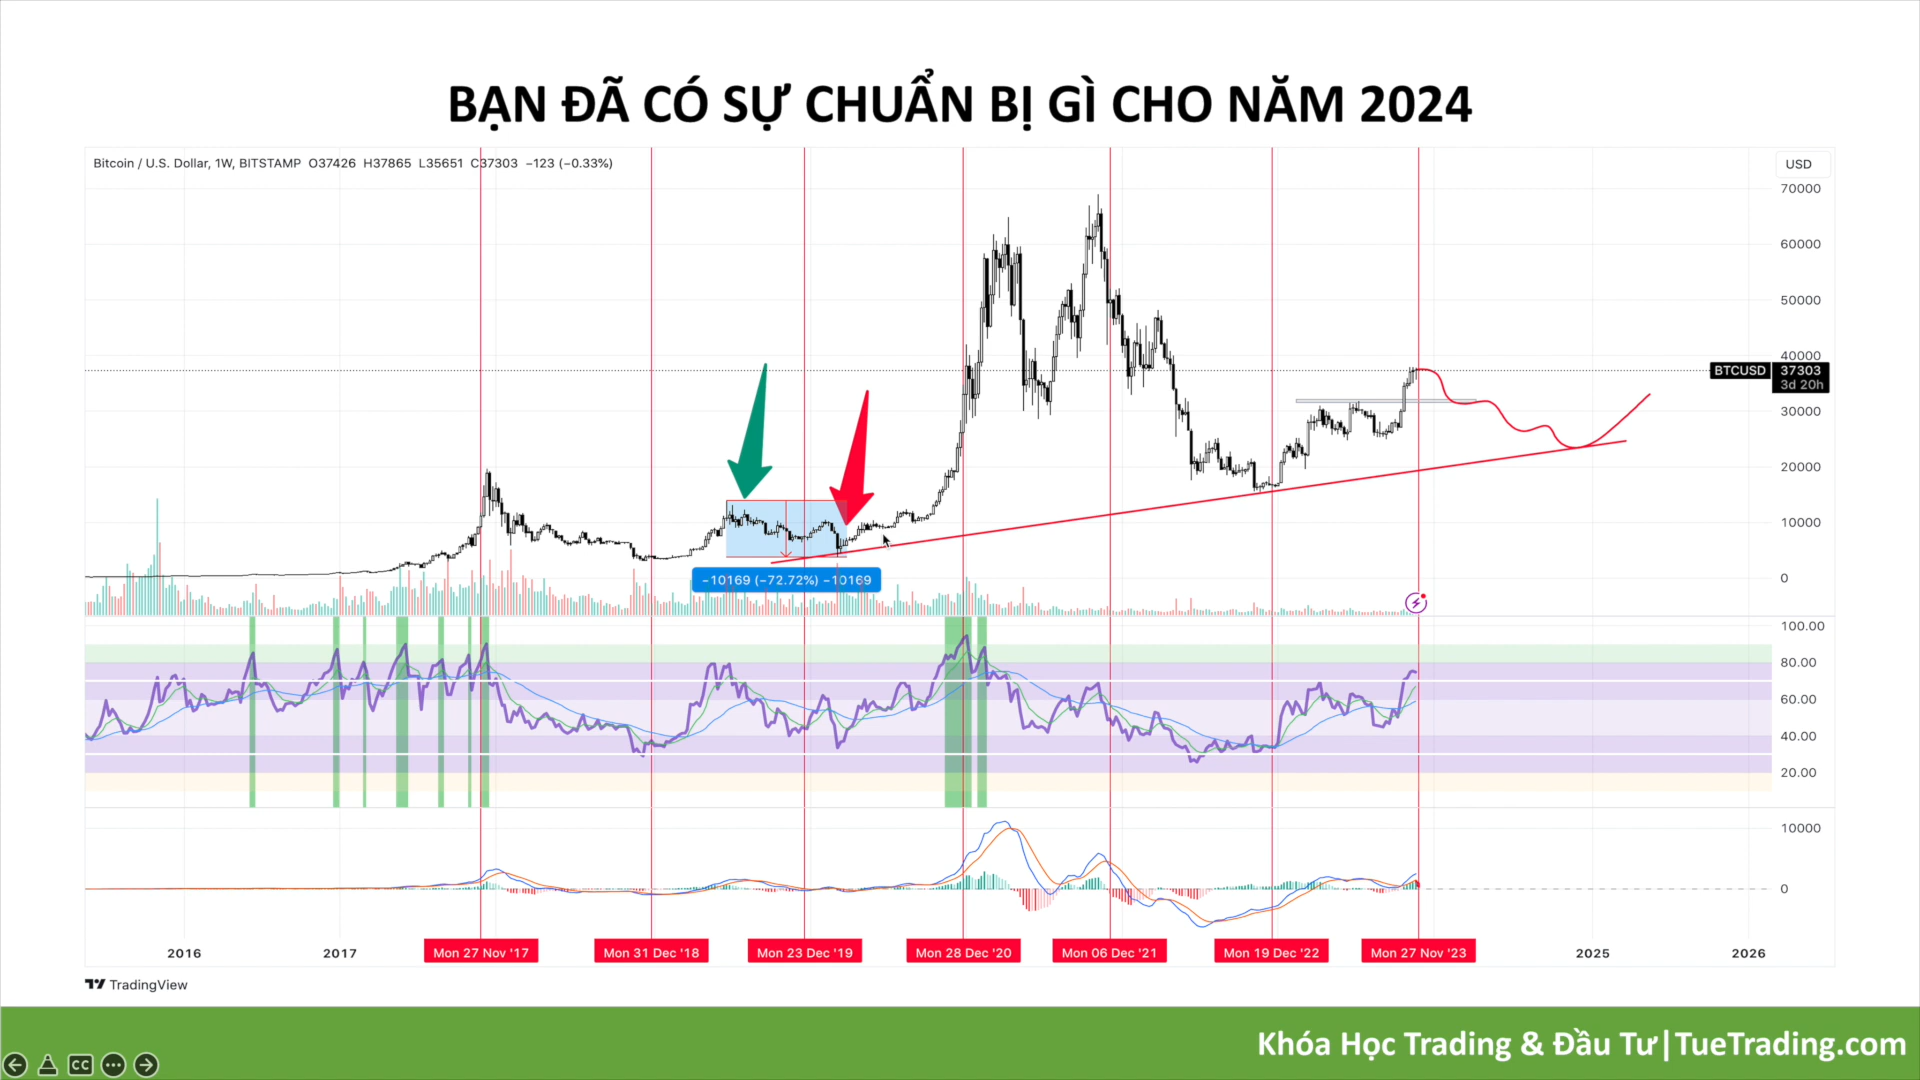 BẠN ĐÃ CÓ SỰ CHUẨN BỊ GÌ CHO NĂM 2024
Bitcoin / U.S. Dollar, 1W, BITSTAMP O37426 H37865 L35651 C37303 −123 (−0.33%)
USD
70000
60000
50000
40000
BTCUSD 37303
3d 20h
30000
20000
10000
0
−10169 (−72.72%) −10169
100.00
80.00
60.00
40.00
20.00
10000
0
2016 2017 Mon 27 Nov '17 Mon 31 Dec '18 Mon 23 Dec '19 Mon 28 Dec '20 Mon 06 Dec '21 Mon 19 Dec '22 Mon 27 Nov '23 2025 2026
TradingView
Khóa Học Trading & Đầu Tư|TueTrading.com
CC